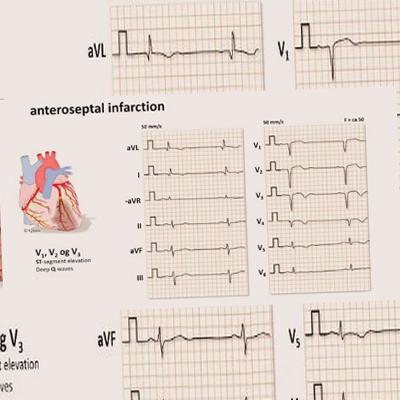 aVL
V1
anteroseptal infarction
50 mm/s
50 mm/s
F = ca 50
aVL
I
-aVR
II
aVF
III
V1
V2
V3
V4
V5
V6
V1, V2 og V3
ST-segment elevation
Deep Q-waves
aVF
V5
g V3
t elevation
ves